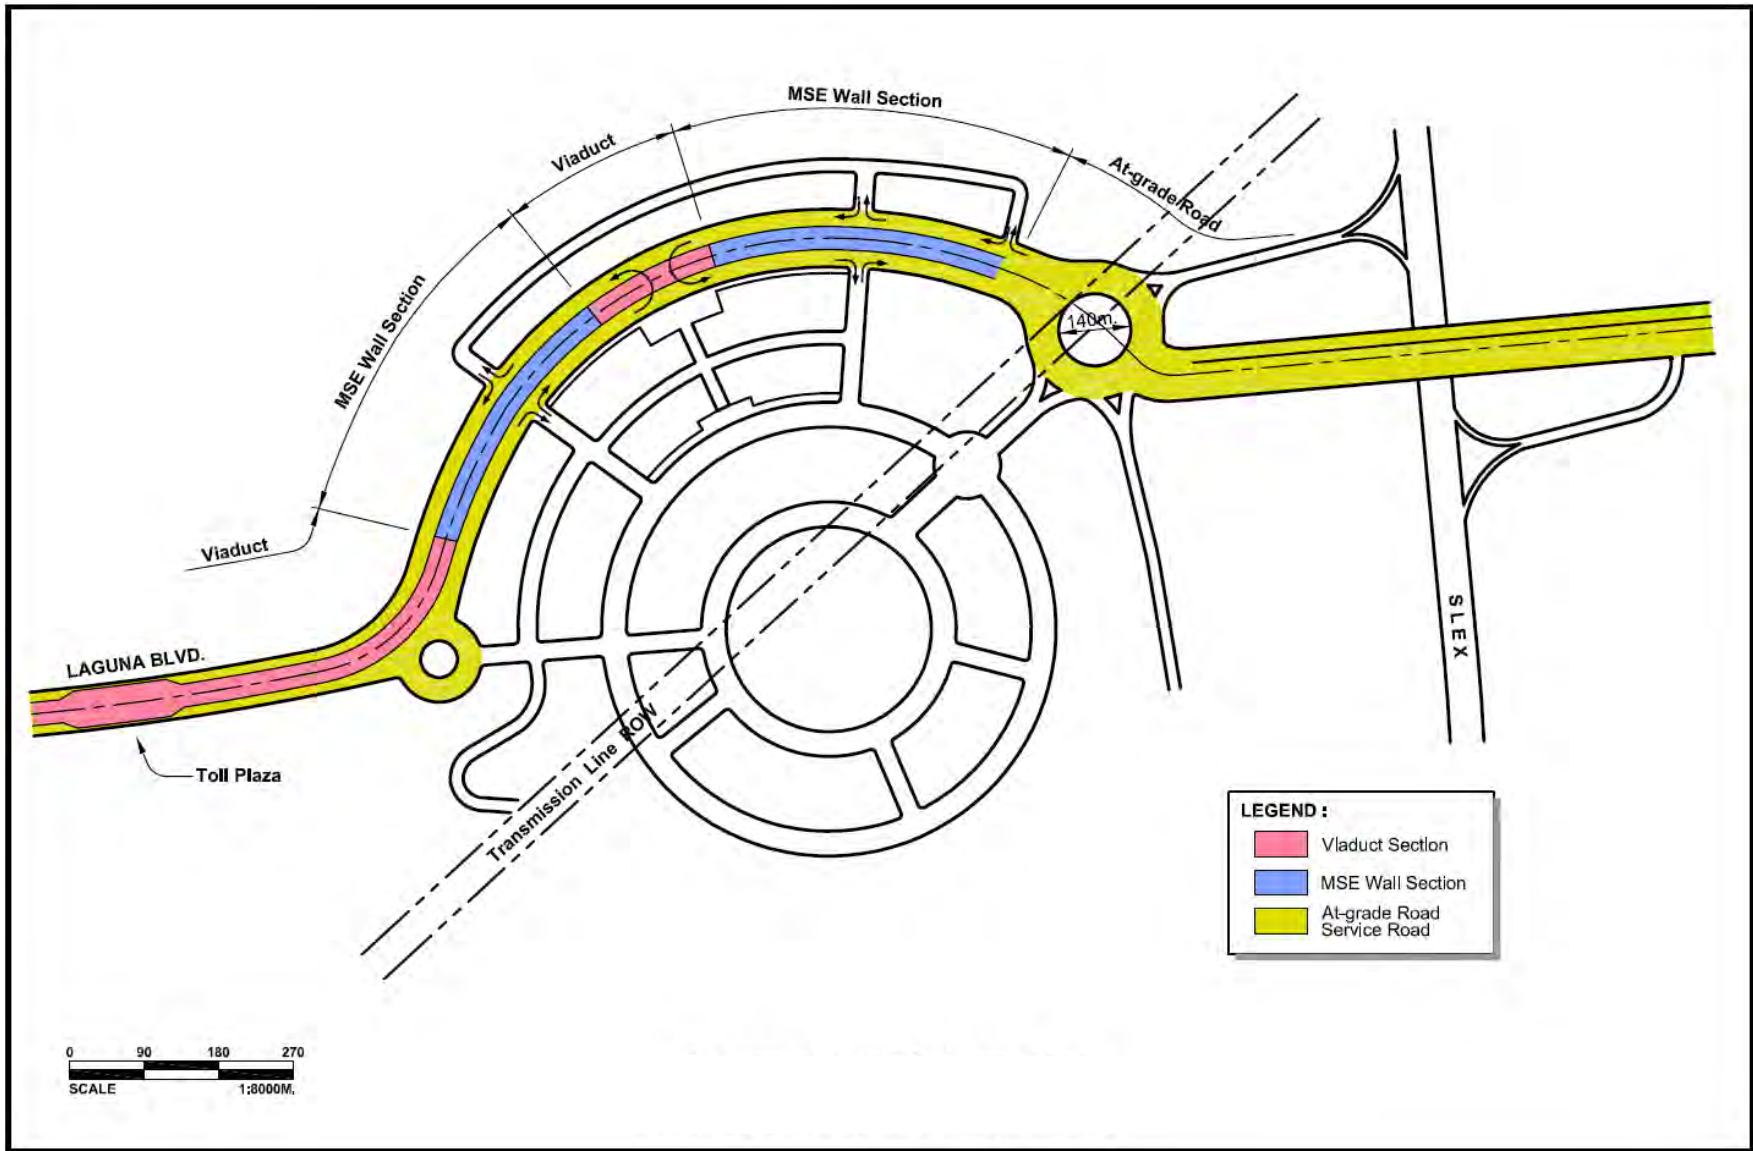 MSE Wall Section
Viaduct
At-grade Road
MSE Wall Section
140m.
Viaduct
LAGUNA BLVD.
Toll Plaza
Transmission Line ROW
SLEX
LEGEND :
Viaduct Section
MSE Wall Section
At-grade Road
Service Road
0 90 180 270
SCALE 1:8000M.